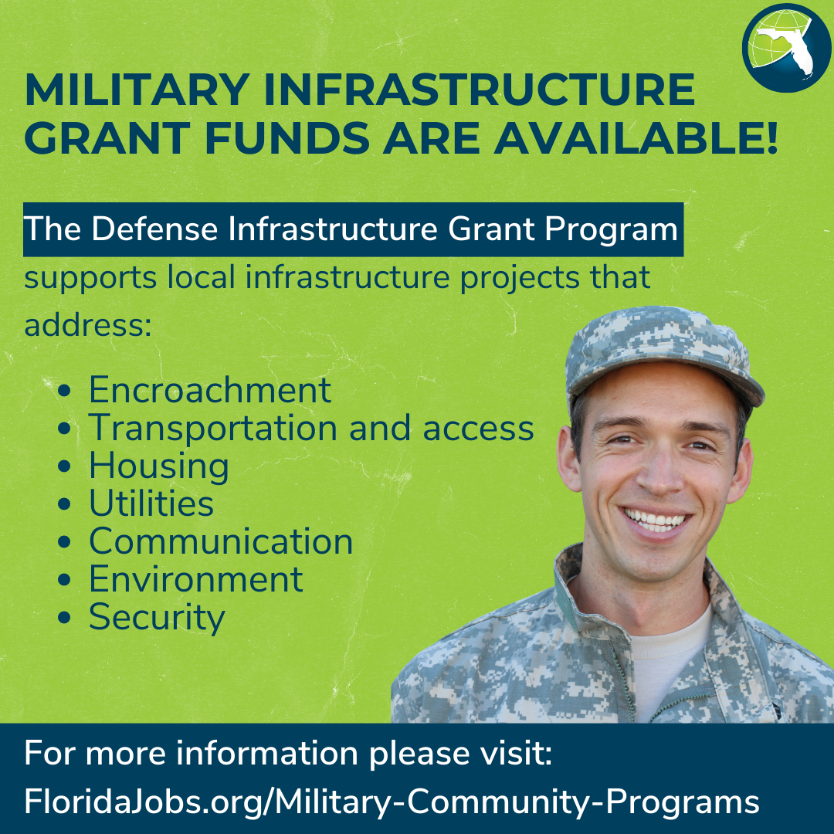 MILITARY INFRASTRUCTURE
GRANT FUNDS ARE AVAILABLE!
The Defense Infrastructure Grant Program
supports local infrastructure projects that
address:
• Encroachment
• Transportation and access
• Housing
• Utilities
• Communication
• Environment
• Security
For more information please visit:
FloridaJobs.org/Military-Community-Programs